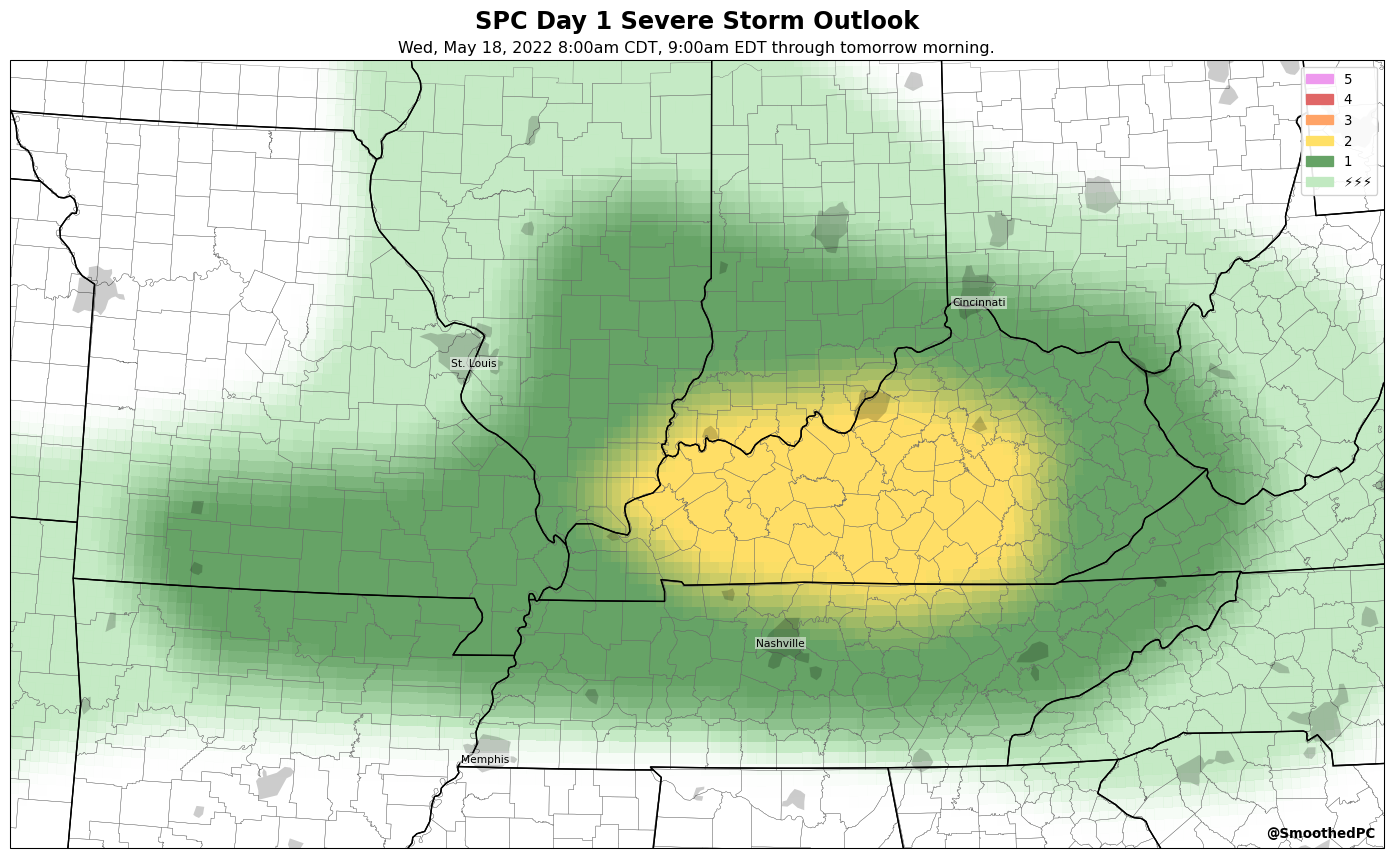 SPC Day 1 Severe Storm Outlook
Wed, May 18, 2022 8:00am CDT, 9:00am EDT through tomorrow morning.
5
4
3
2
1
⚡⚡⚡
Cincinnati
St. Louis
Nashville
Memphis
@SmoothedPC